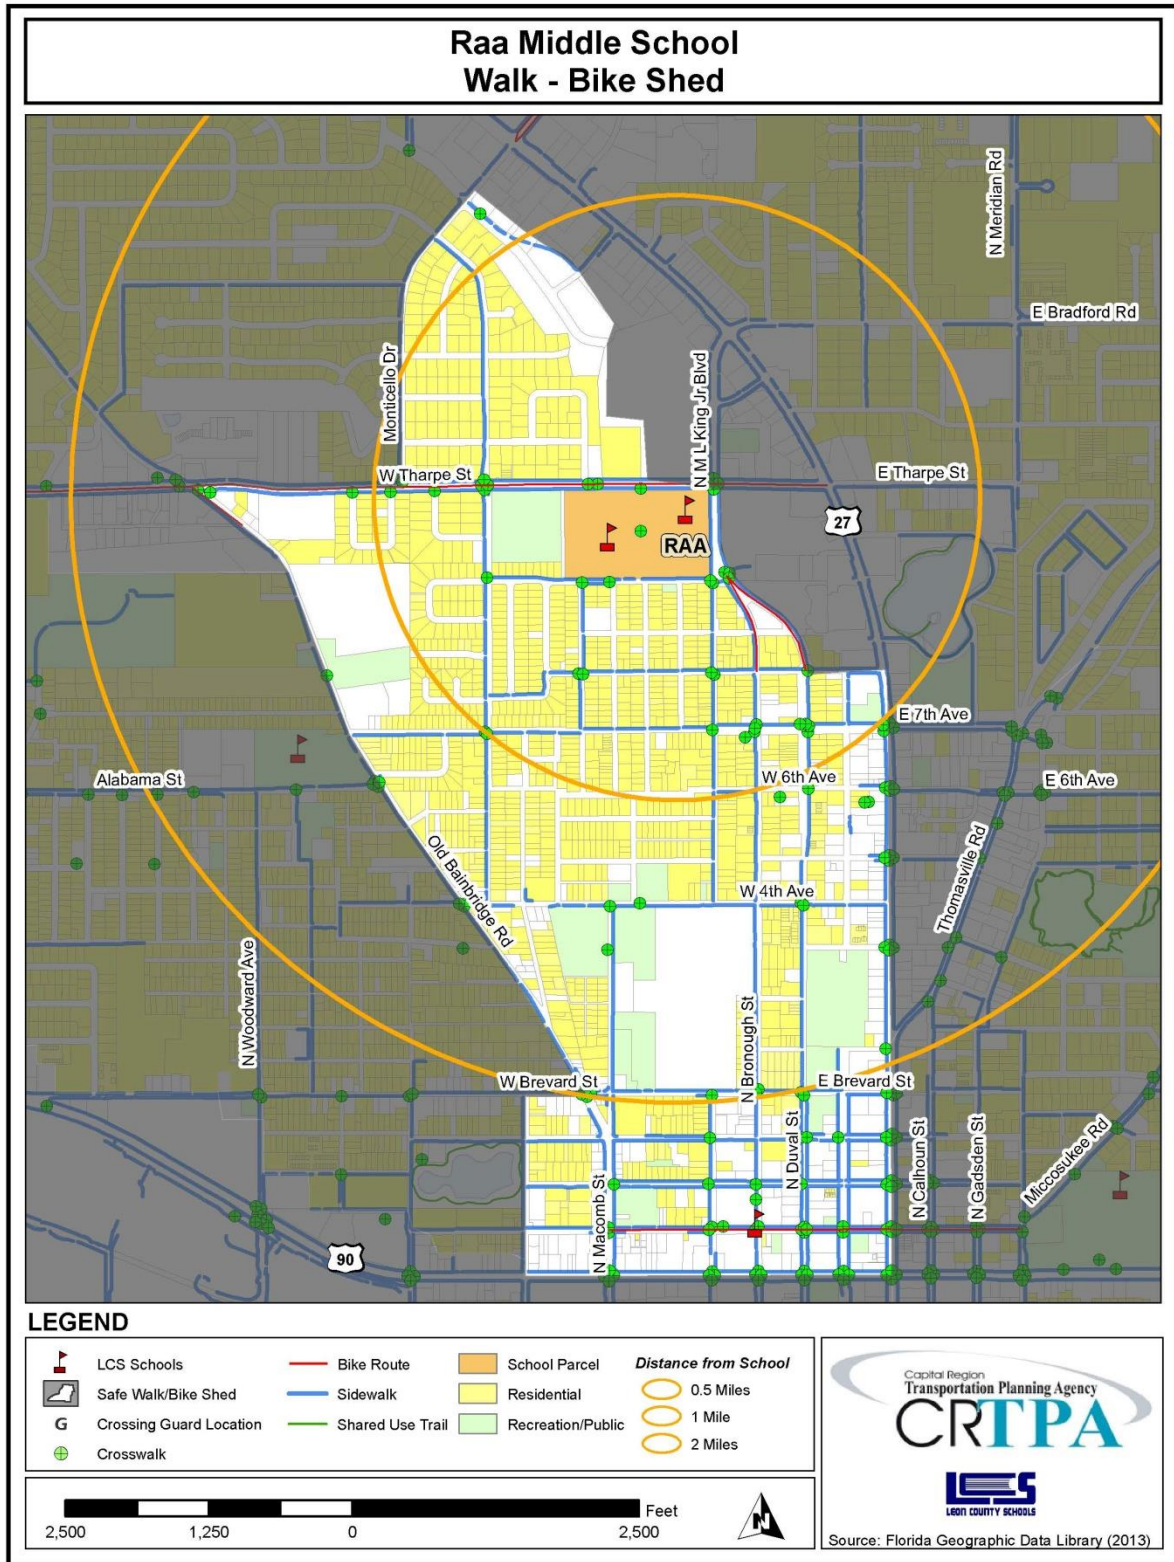 Raa Middle School
Walk - Bike Shed
N Meridian Rd
E Bradford Rd
Monticello Dr
N M L King Jr Blvd
W Tharpe St
E Tharpe St
27
RAA
E 7th Ave
W 6th Ave
Alabama St
E 6th Ave
Old Bainbridge Rd
Thomasville Rd
W 4th Ave
N Woodward Ave
N Bronough St
W Brevard St
E Brevard St
N Duval St
N Calhoun St
N Gadsden St
Miccosukee Rd
N Macomb St
90
LEGEND
LCS Schools
Safe Walk/Bike Shed
G Crossing Guard Location
Crosswalk
Bike Route
Sidewalk
Shared Use Trail
School Parcel
Residential
Recreation/Public
Distance from School
0.5 Miles
1 Mile
2 Miles
2,500 1,250 0 2,500 Feet
N
Capital Region
Transportation Planning Agency
CRTPA
LCS
LEON COUNTY SCHOOLS
Source: Florida Geographic Data Library (2013)